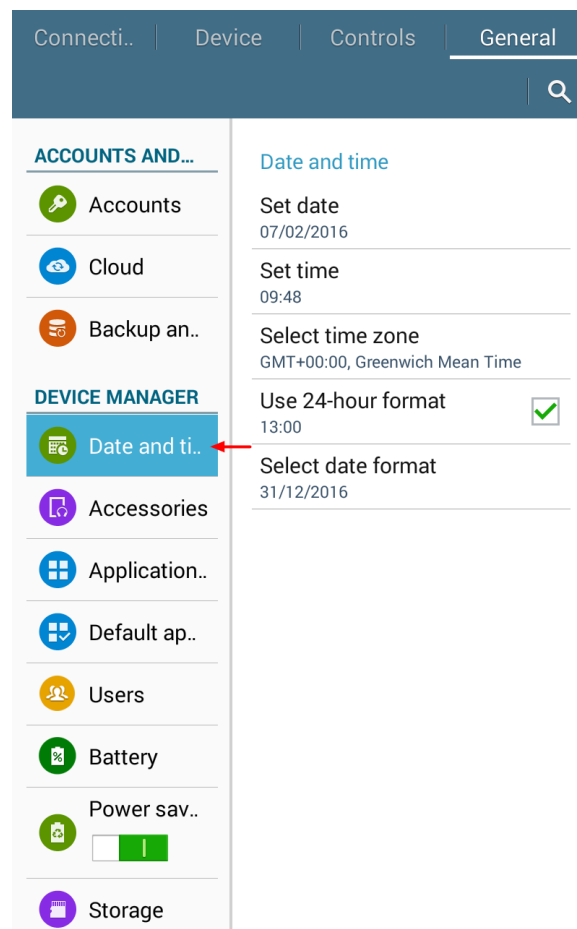 Connecti..
Device
Controls
General
ACCOUNTS AND...
Accounts
Cloud
Backup an..
DEVICE MANAGER
Date and ti..
Accessories
Application..
Default ap..
Users
Battery
Power sav..
Storage
Date and time
Set date
07/02/2016
Set time
09:48
Select time zone
GMT+00:00, Greenwich Mean Time
Use 24-hour format
13:00
Select date format
31/12/2016